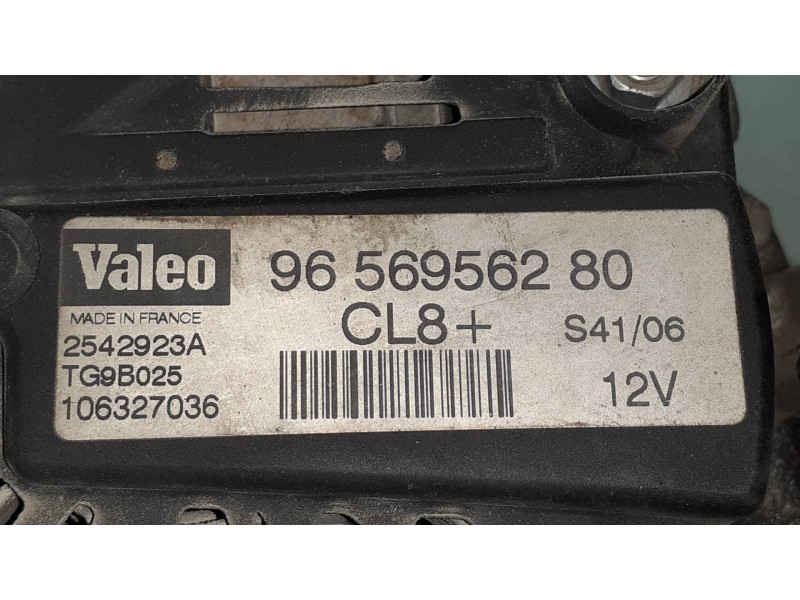 Valeo 96 569562 80
MADE IN FRANCE CL8+ S41/06
2542923A
TG9B025 12V
106327036